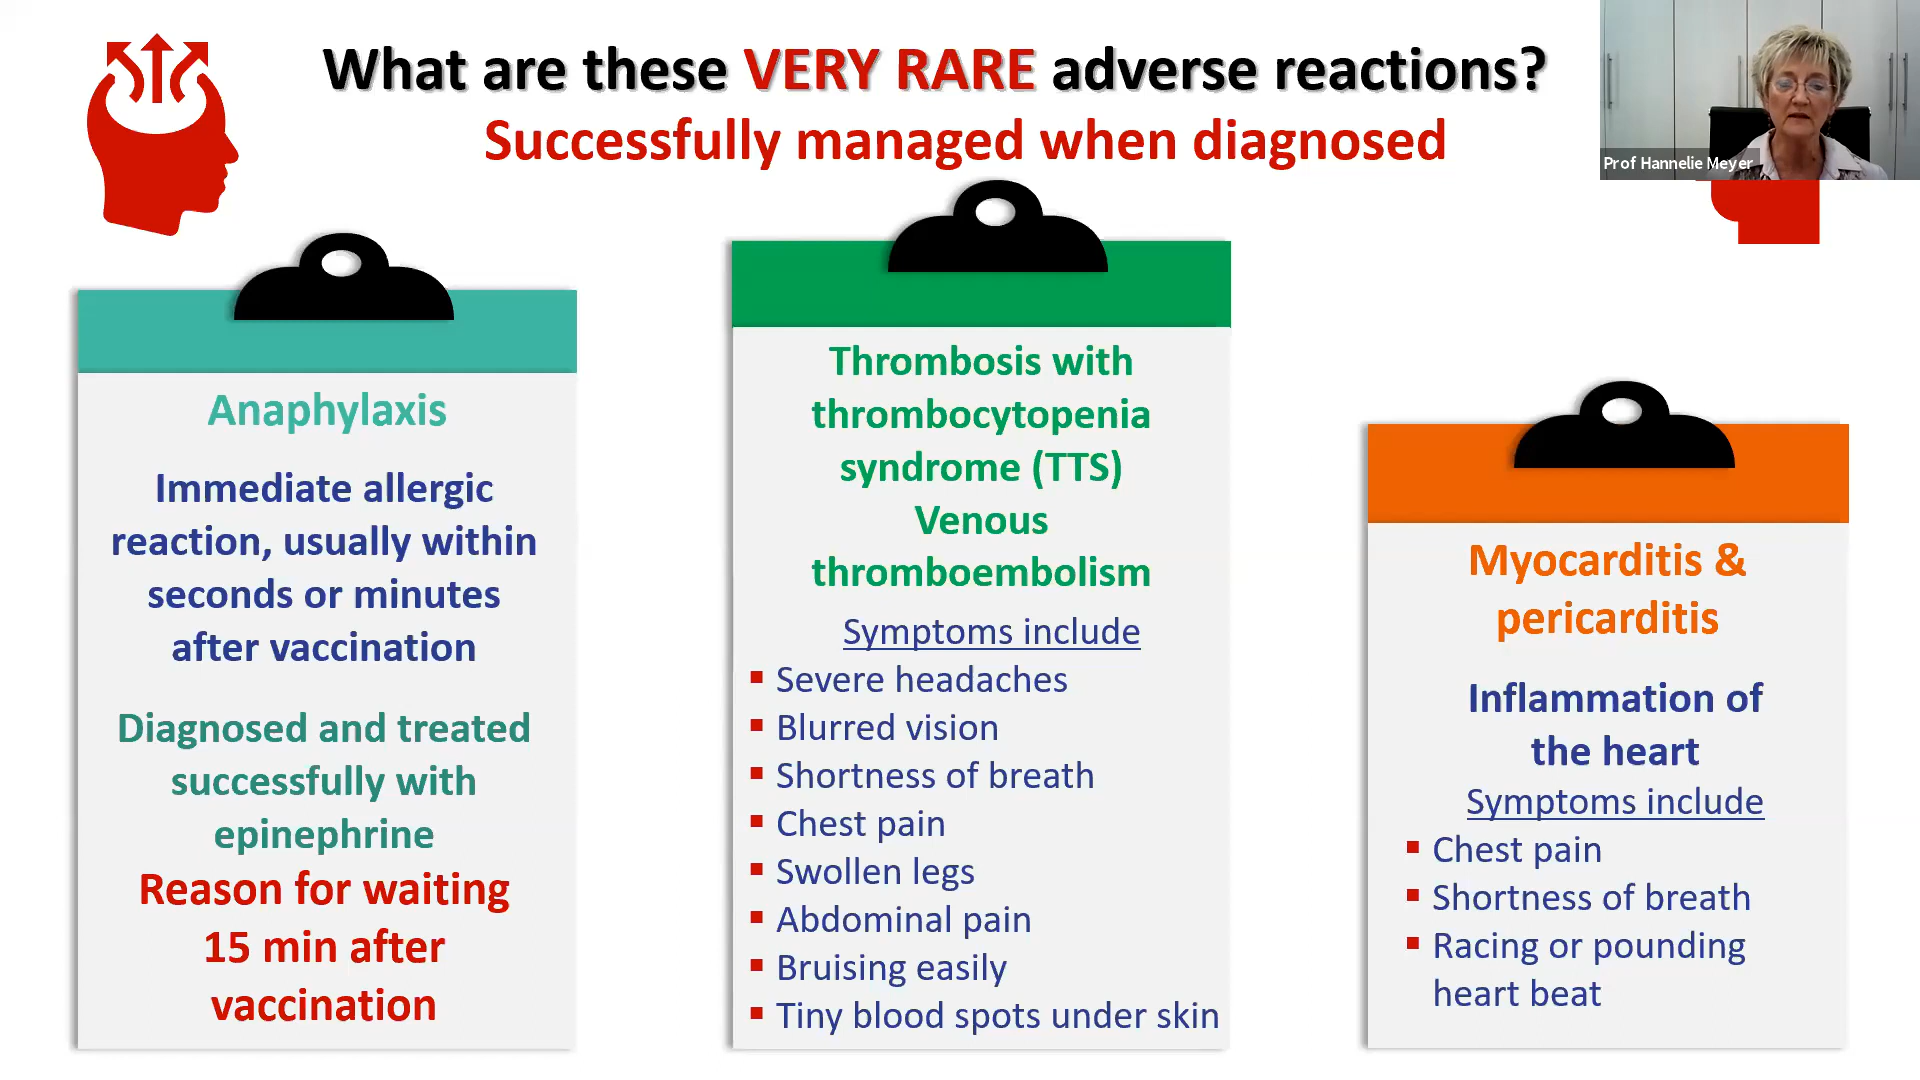 What are these VERY RARE adverse reactions?
Successfully managed when diagnosed
Prof Hannelie Meyer
Anaphylaxis
Immediate allergic
reaction, usually within
seconds or minutes
after vaccination
Diagnosed and treated
successfully with
epinephrine
Reason for waiting
15 min after
vaccination
Thrombosis with
thrombocytopenia
syndrome (TTS)
Venous
thromboembolism
Symptoms include
▪ Severe headaches
▪ Blurred vision
▪ Shortness of breath
▪ Chest pain
▪ Swollen legs
▪ Abdominal pain
▪ Bruising easily
▪ Tiny blood spots under skin
Myocarditis &
pericarditis
Inflammation of
the heart
Symptoms include
▪ Chest pain
▪ Shortness of breath
▪ Racing or pounding
heart beat